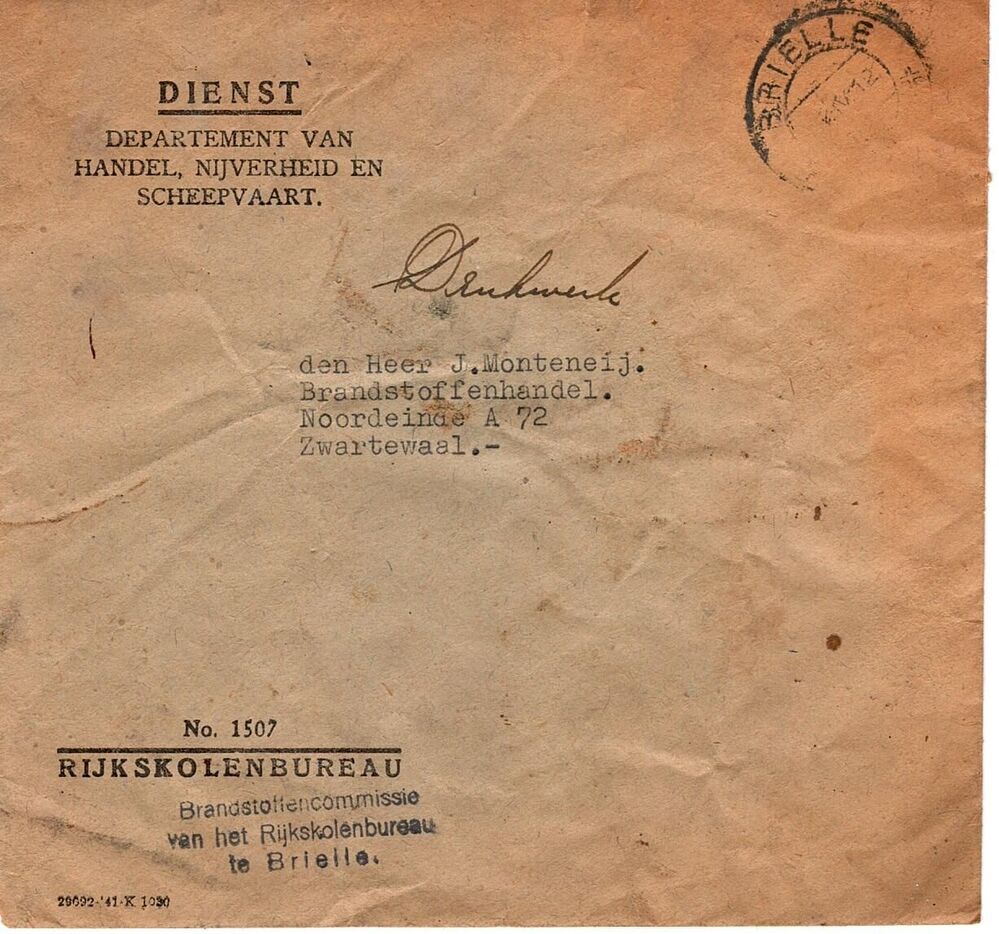 BRIELLE
DIENST
DEPARTEMENT VAN
HANDEL, NIJVERHEID EN
SCHEEPVAART.
Drukwerk
den Heer J.Monteneij.
Brandstoffenhandel.
Noordeinde A 72
Zwartewaal.-
No. 1507
RIJKSKOLENBUREAU
Brandstoffencommissie
van het Rijkskolenbureau
te Brielle.
29692-'41-K 1030